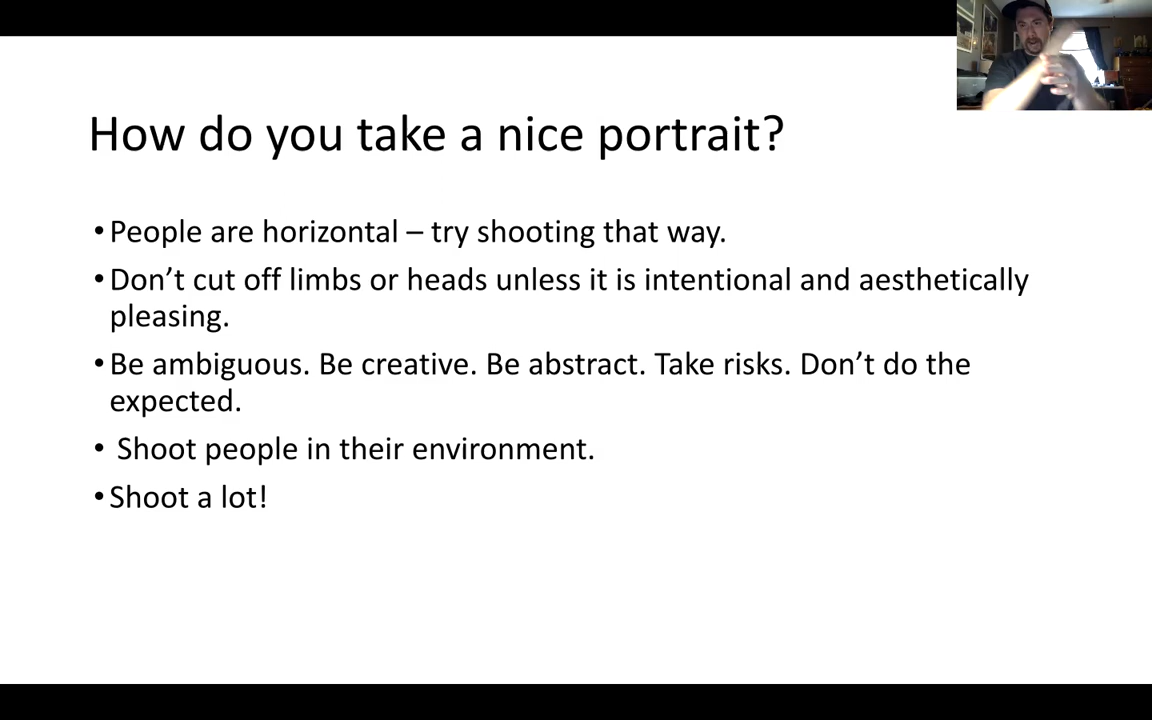 How do you take a nice portrait?
•People are horizontal – try shooting that way.
•Don’t cut off limbs or heads unless it is intentional and aesthetically
pleasing.
•Be ambiguous. Be creative. Be abstract. Take risks. Don’t do the
expected.
• Shoot people in their environment.
•Shoot a lot!